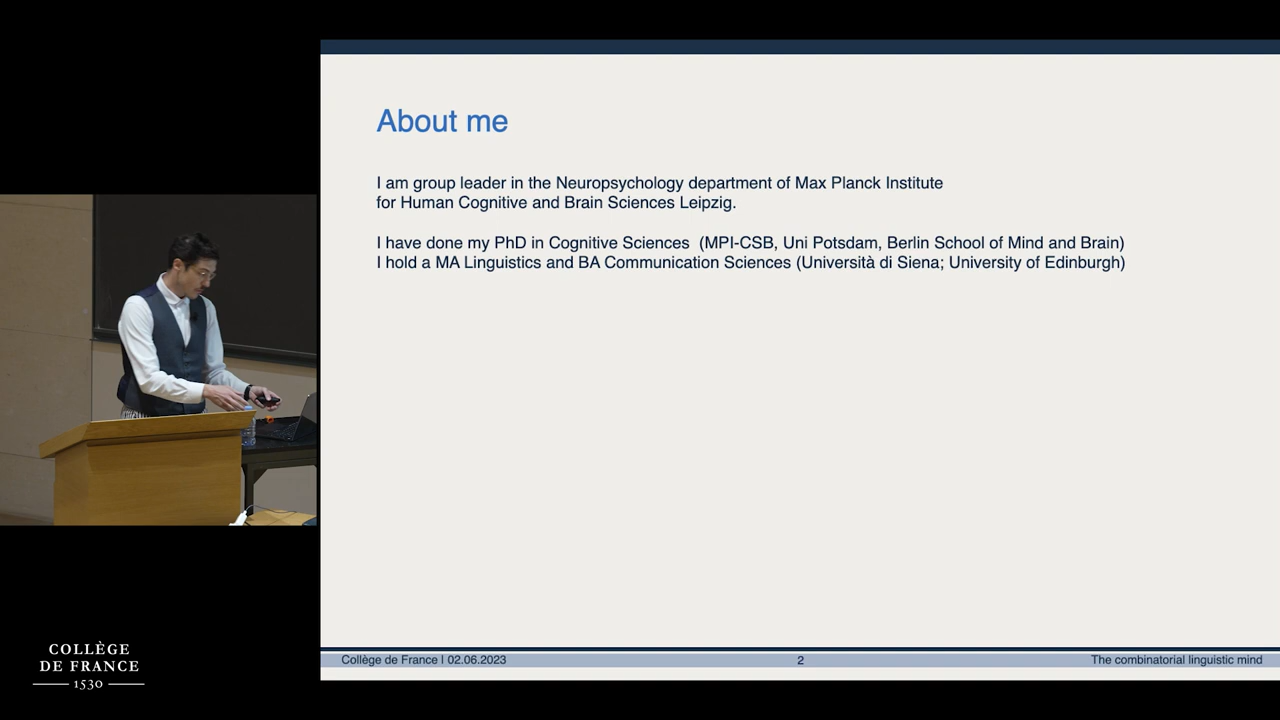 About me
I am group leader in the Neuropsychology department of Max Planck Institute
for Human Cognitive and Brain Sciences Leipzig.
I have done my PhD in Cognitive Sciences (MPI-CSB, Uni Potsdam, Berlin School of Mind and Brain)
I hold a MA Linguistics and BA Communication Sciences (Università di Siena; University of Edinburgh)
Collège de France I 02.06.2023
2
The combinatorial linguistic mind
COLLÈGE
DE FRANCE
1530